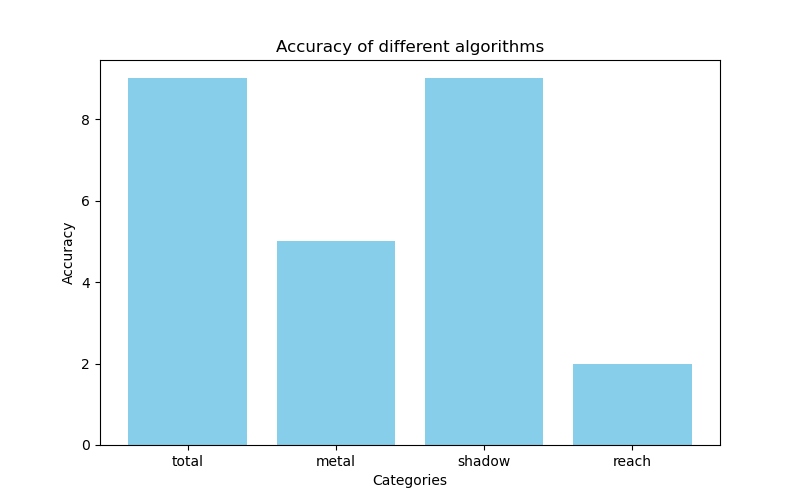 Accuracy of different algorithms
Accuracy
8
6
4
2
0
total metal shadow reach
Categories